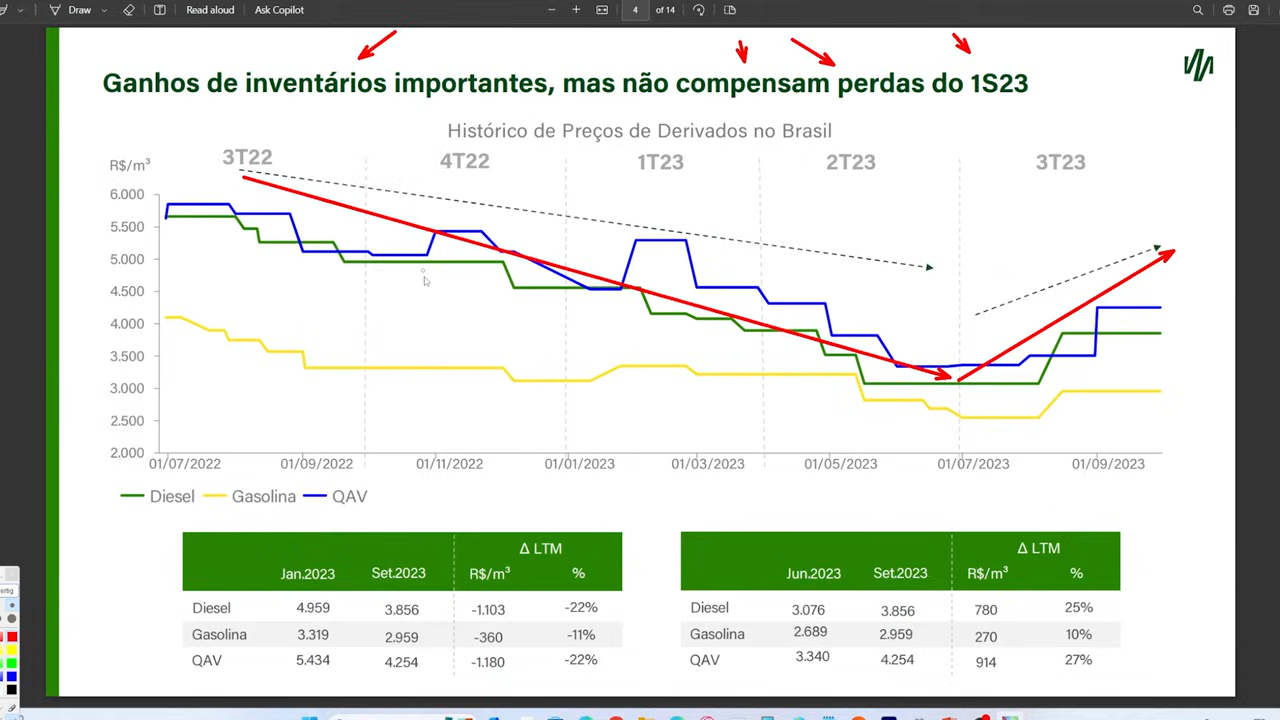 Draw
Read aloud
Ask Copilot
4 of 14
Ganhos de inventários importantes, mas não compensam perdas do 1S23
Histórico de Preços de Derivados no Brasil
R$/m³
3T22 4T22 1T23 2T23 3T23
6.000
5.500
5.000
4.500
4.000
3.500
3.000
2.500
2.000
01/07/2022 01/09/2022 01/11/2022 01/01/2023 01/03/2023 01/05/2023 01/07/2023 01/09/2023
Diesel Gasolina QAV
Δ LTM
Jan.2023 Set.2023 R$/m³ %
Diesel 4.959 3.856 -1.103 -22%
Gasolina 3.319 2.959 -360 -11%
QAV 5.434 4.254 -1.180 -22%
Δ LTM
Jun.2023 Set.2023 R$/m³ %
Diesel 3.076 3.856 780 25%
Gasolina 2.689 2.959 270 10%
QAV 3.340 4.254 914 27%